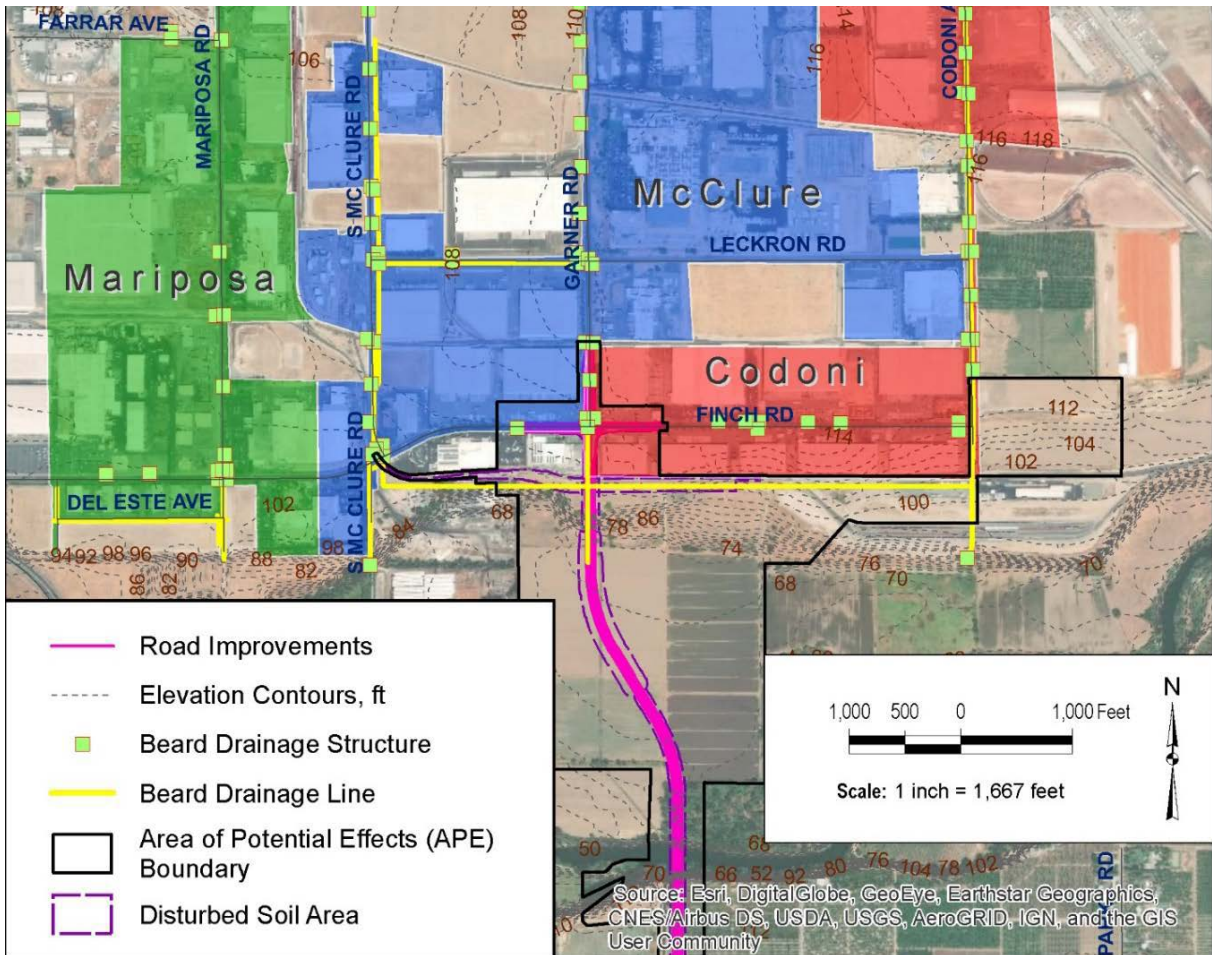 108
FARRAR AVE
MARIPOSA RD
106
S MC CLURE RD
108
110
GARNER RD
114
116
CODONI A
116
118
116
McClure
LECKRON RD
108
Mariposa
Codoni
FINCH RD
114
112
104
102
S MC CLURE RD
DEL ESTE AVE
102
100
94 92 98 96 90 88 82 98 84 68
86 82
78 86
74
76
70
68
70
Road Improvements
Elevation Contours, ft
Beard Drainage Structure
Beard Drainage Line
Area of Potential Effects (APE)
Boundary
Disturbed Soil Area
1,000 500 0 1,000 Feet
Scale: 1 inch = 1,667 feet
N
50
70
68
66 52 92 80 76 104 78 102
PARK RD
Source: Esri, DigitalGlobe, GeoEye, Earthstar Geographics,
CNES/Airbus DS, USDA, USGS, AeroGRID, IGN, and the GIS
User Community